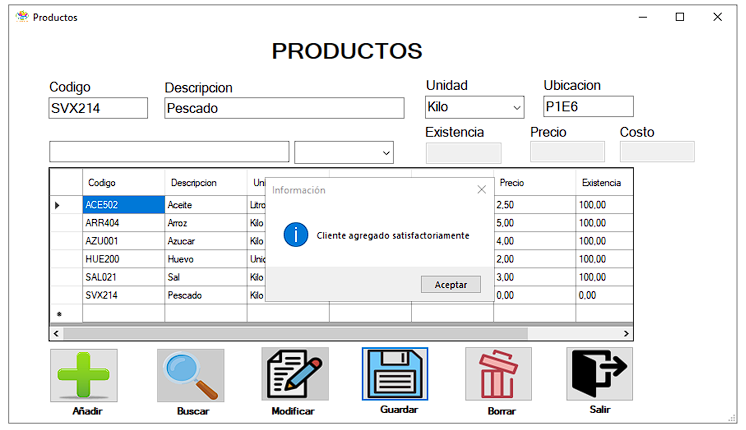 Productos
PRODUCTOS
Codigo Descripcion Unidad Ubicacion
SVX214 Pescado Kilo P1E6
Existencia Precio Costo
Codigo Descripcion Uni Precio Existencia
Información
ACE502 Aceite Litro 2,50 100,00
ARR404 Arroz Kilo 5,00 100,00
Cliente agregado satisfactoriamente
AZU001 Azucar Kilo 4,00 100,00
HUE200 Huevo Unid 2,00 100,00
SAL021 Sal Kilo 3,00 100,00
Aceptar
SVX214 Pescado Kilo 0,00 0,00
Añadir Buscar Modificar Guardar Borrar Salir